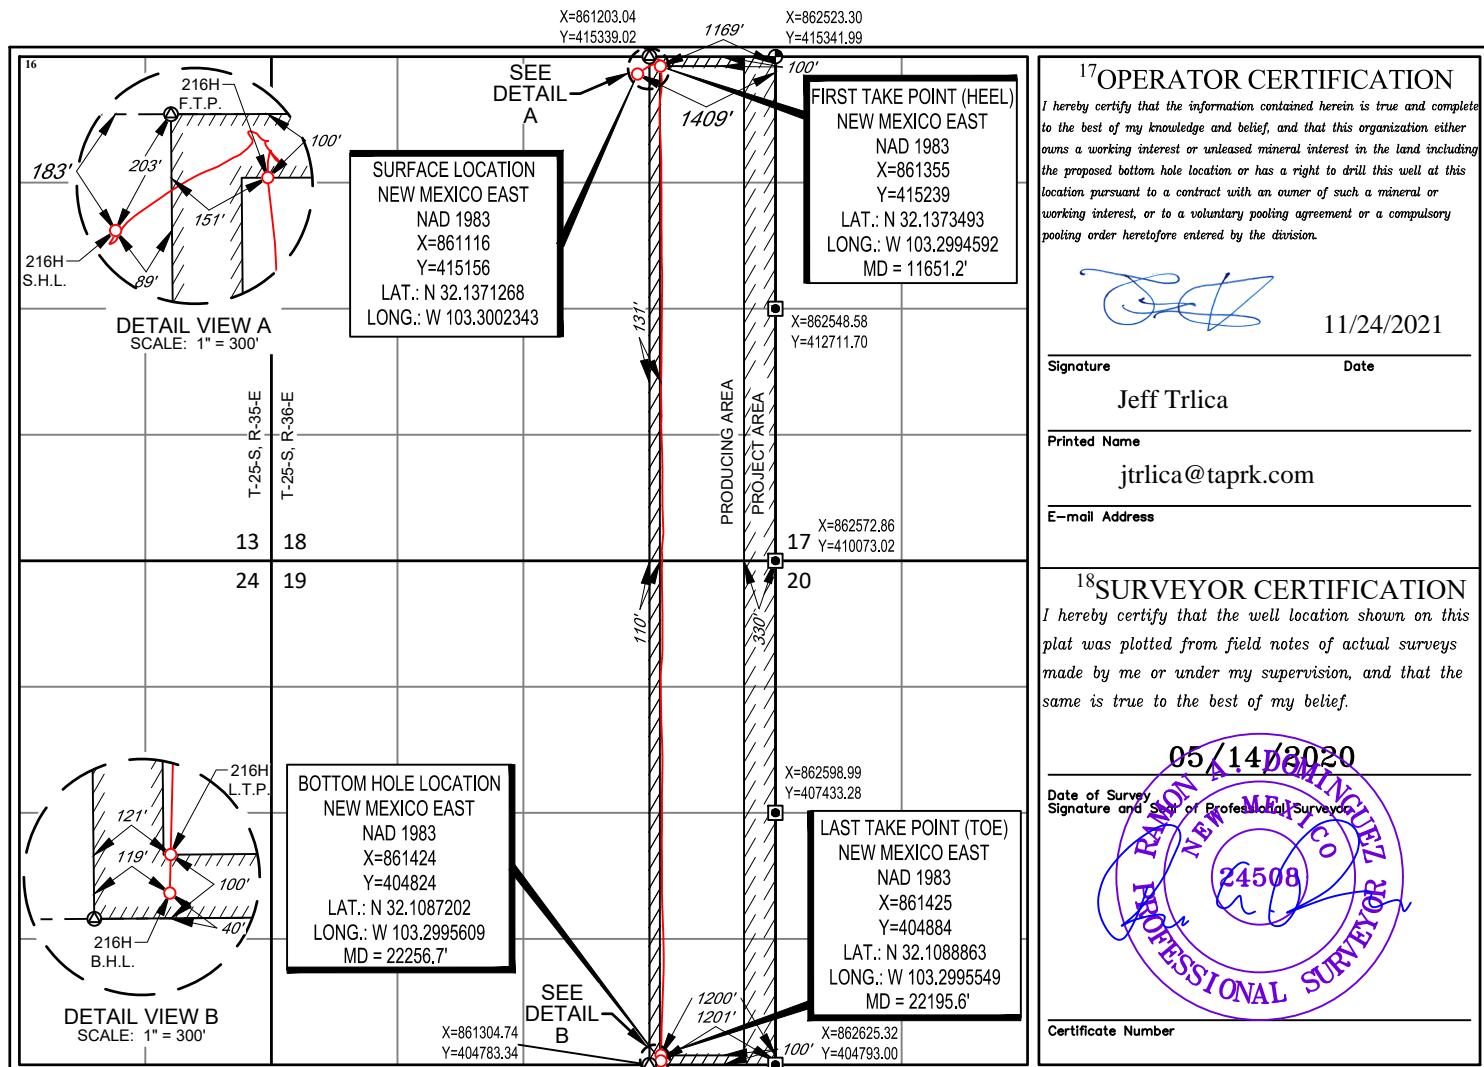 X=861203.04
Y=415339.02
1169'
X=862523.30
Y=415341.99
16
216H
F.T.P.
183'
203'
100'
151'
216H
S.H.L.
89'
DETAIL VIEW A
SCALE: 1" = 300'
SEE
DETAIL
A
100'
1409'
SURFACE LOCATION
NEW MEXICO EAST
NAD 1983
X=861116
Y=415156
LAT.: N 32.1371268
LONG.: W 103.3002343
FIRST TAKE POINT (HEEL)
NEW MEXICO EAST
NAD 1983
X=861355
Y=415239
LAT.: N 32.1373493
LONG.: W 103.2994592
MD = 11651.2'
131'
X=862548.58
Y=412711.70
T-25-S, R-35-E
T-25-S, R-36-E
PRODUCING AREA
PROJECT AREA
13 18
17
X=862572.86
Y=410073.02
24 19
20
110'
330'
X=862598.99
Y=407433.28
216H
L.T.P.
121'
119'
100'
40'
216H
B.H.L.
DETAIL VIEW B
SCALE: 1" = 300'
BOTTOM HOLE LOCATION
NEW MEXICO EAST
NAD 1983
X=861424
Y=404824
LAT.: N 32.1087202
LONG.: W 103.2995609
MD = 22256.7'
LAST TAKE POINT (TOE)
NEW MEXICO EAST
NAD 1983
X=861425
Y=404884
LAT.: N 32.1088863
LONG.: W 103.2995549
MD = 22195.6'
SEE
DETAIL
B
X=861304.74
Y=404783.34
1200'
1201'
100'
X=862625.32
Y=404793.00
17 OPERATOR CERTIFICATION
I hereby certify that the information contained herein is true and complete
to the best of my knowledge and belief, and that this organization either
owns a working interest or unleased mineral interest in the land including
the proposed bottom hole location or has a right to drill this well at this
location pursuant to a contract with an owner of such a mineral or
working interest, or to a voluntary pooling agreement or a compulsory
pooling order heretofore entered by the division.
11/24/2021
Signature Date
Jeff Trlica
Printed Name
jtrlica@taprk.com
E-mail Address
18 SURVEYOR CERTIFICATION
I hereby certify that the well location shown on this
plat was plotted from field notes of actual surveys
made by me or under my supervision, and that the
same is true to the best of my belief.
05/14/2020
Date of Survey
Signature and Seal of Professional Surveyor
RAMON A. DOMINGUEZ
NEW MEXICO
24508
PROFESSIONAL SURVEYOR
Certificate Number